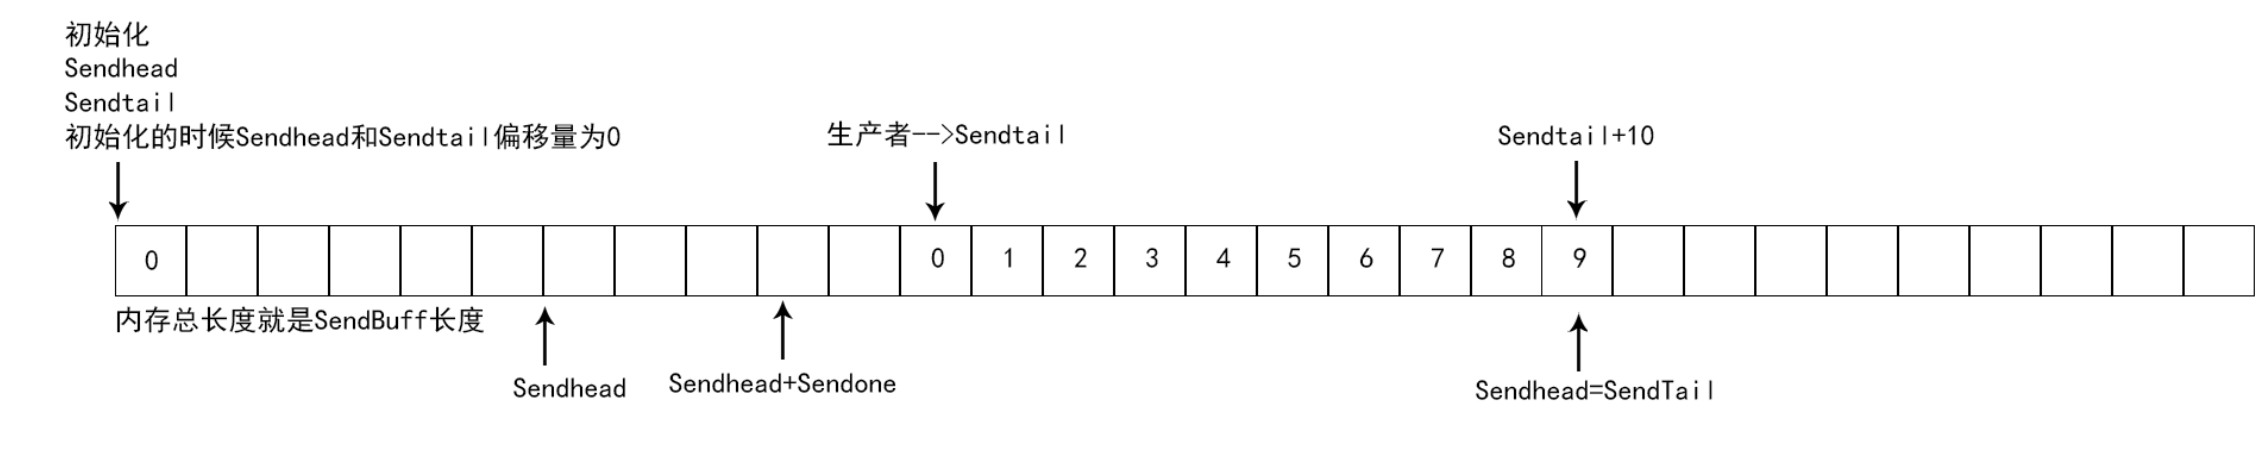 初始化
Sendhead
Sendtail
初始化的时候Sendhead和Sendtail偏移量为0
生产者-->Sendtail
Sendtail+10
0 0 1 2 3 4 5 6 7 8 9
内存总长度就是SendBuff长度
Sendhead
Sendhead+Sendone
Sendhead=SendTail